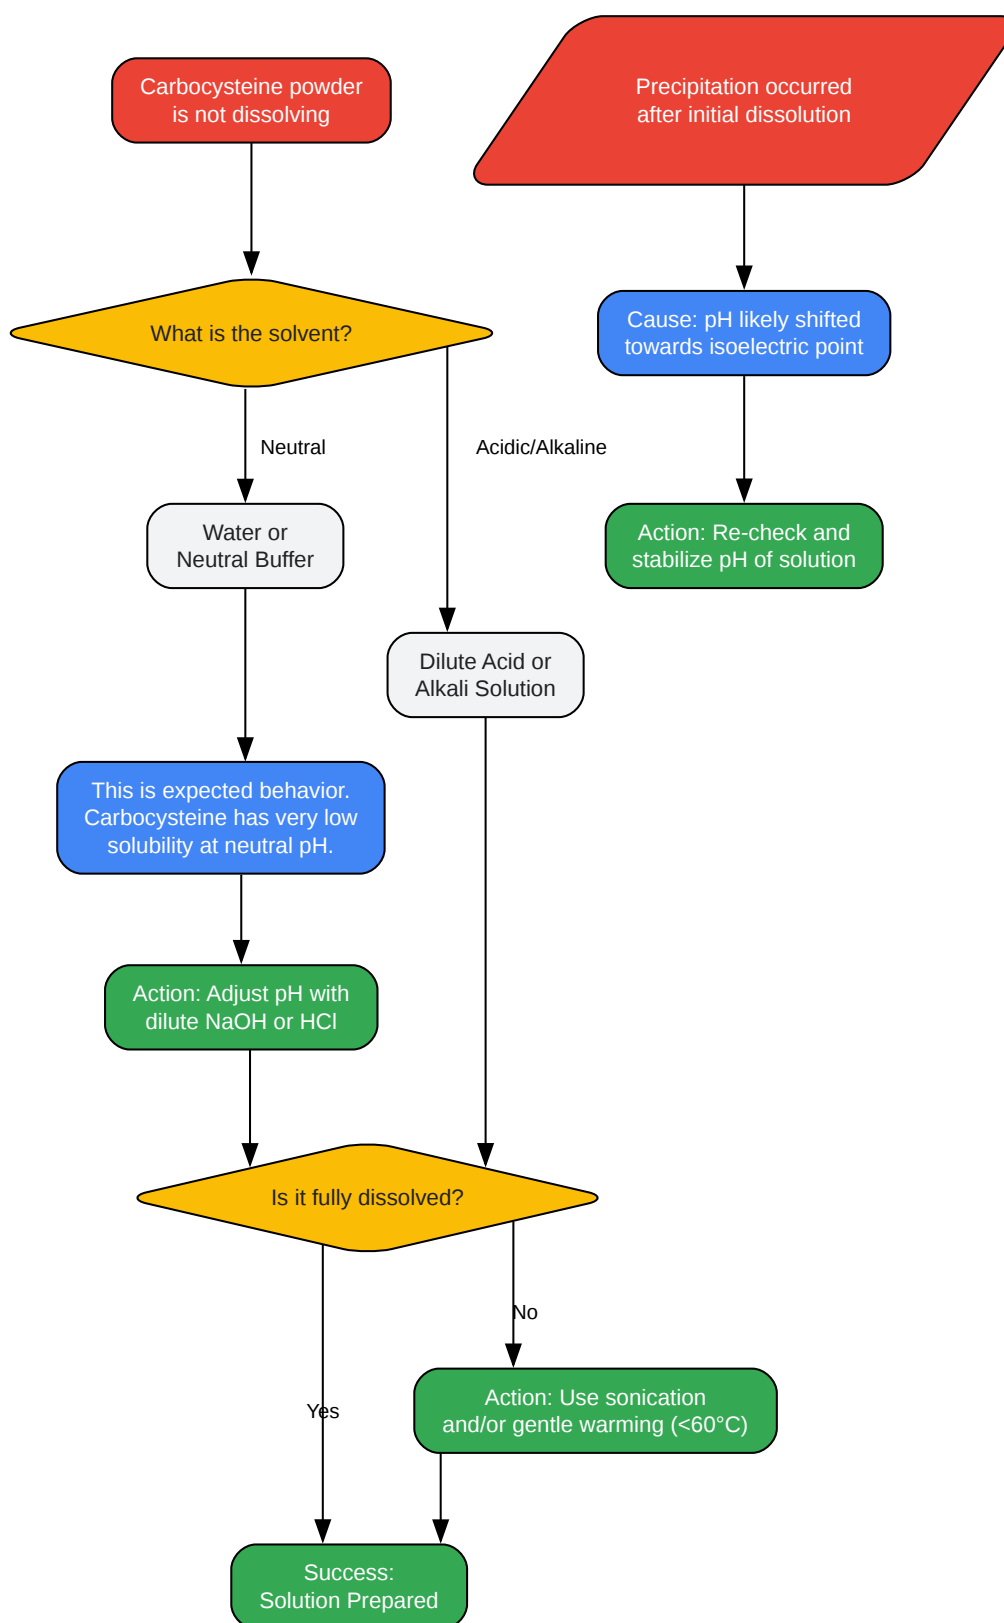 Carbocysteine powder
is not dissolving
Precipitation occurred
after initial dissolution
What is the solvent?
Cause: pH likely shifted
towards isoelectric point
Neutral
Acidic/Alkaline
Water or
Neutral Buffer
Action: Re-check and
stabilize pH of solution
Dilute Acid or
Alkali Solution
This is expected behavior.
Carbocysteine has very low
solubility at neutral pH.
Action: Adjust pH with
dilute NaOH or HCl
Is it fully dissolved?
No
Yes
Action: Use sonication
and/or gentle warming (<60°C)
Success:
Solution Prepared